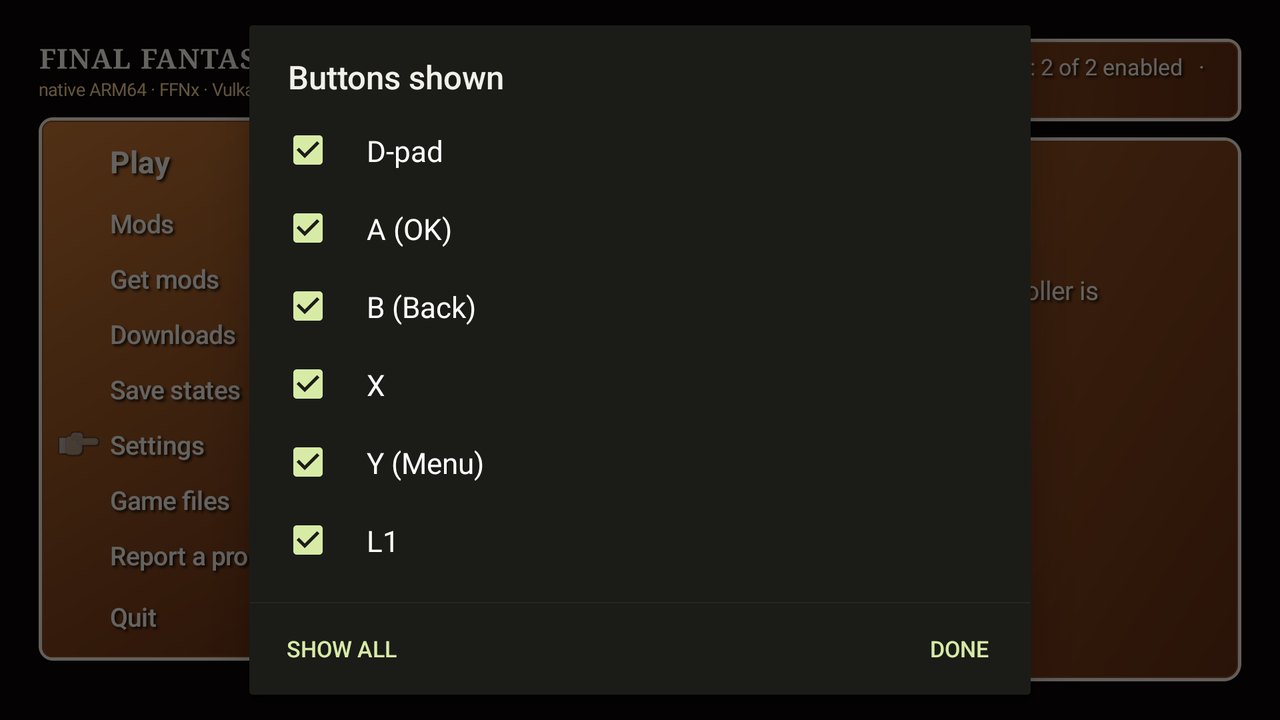 FINAL FANTAS
native ARM64 · FFNx · Vulka
: 2 of 2 enabled ·
Play
Mods
Get mods
Downloads
Save states
Settings
Game files
Report a pro
Quit
oller is
Buttons shown
D-pad
A (OK)
B (Back)
X
Y (Menu)
L1
SHOW ALL
DONE